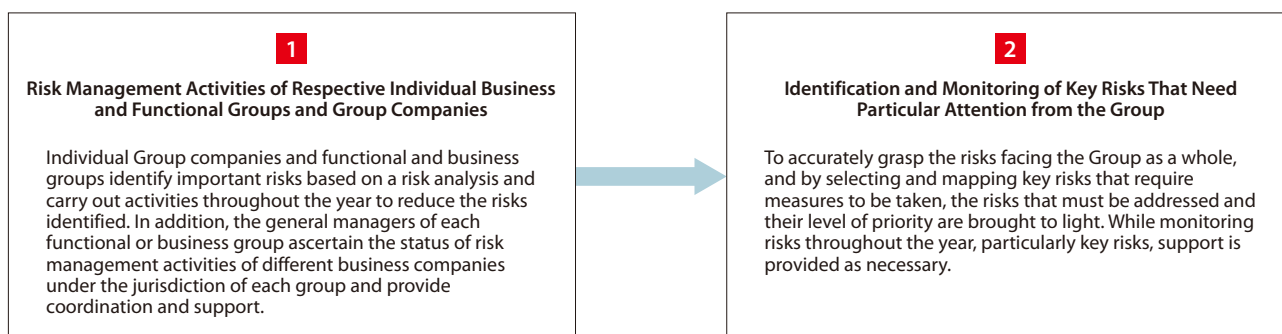 1
Risk Management Activities of Respective Individual Business
and Functional Groups and Group Companies
Individual Group companies and functional and business
groups identify important risks based on a risk analysis and
carry out activities throughout the year to reduce the risks
identified. In addition, the general managers of each
functional or business group ascertain the status of risk
management activities of different business companies
under the jurisdiction of each group and provide
coordination and support.
2
Identification and Monitoring of Key Risks That Need
Particular Attention from the Group
To accurately grasp the risks facing the Group as a whole,
and by selecting and mapping key risks that require
measures to be taken, the risks that must be addressed and
their level of priority are brought to light. While monitoring
risks throughout the year, particularly key risks, support is
provided as necessary.